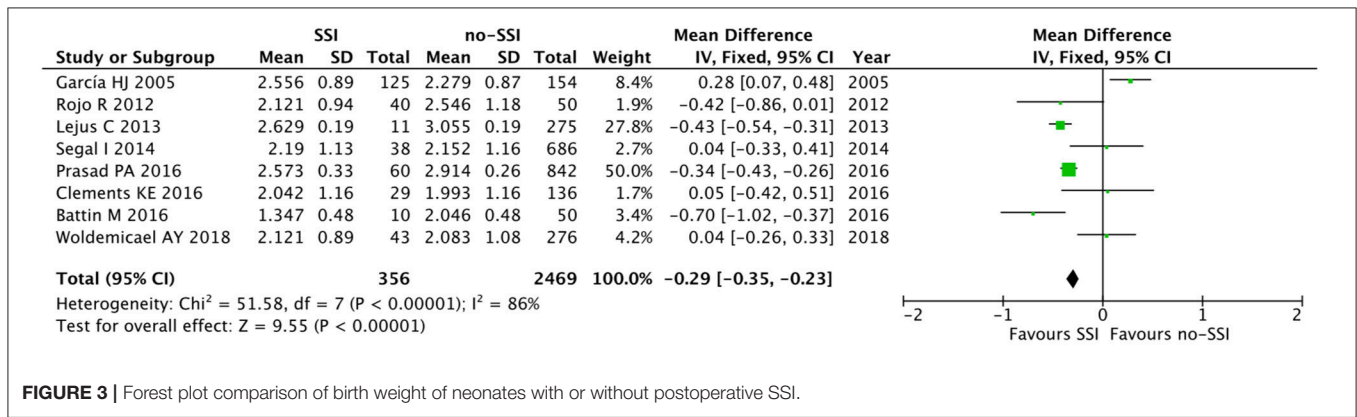 SSI no-SSI Mean Difference Mean Difference
Study or Subgroup Mean SD Total Mean SD Total Weight IV, Fixed, 95% CI Year IV, Fixed, 95% CI
García HJ 2005 2.556 0.89 125 2.279 0.87 154 8.4% 0.28 [0.07, 0.48] 2005
Rojo R 2012 2.121 0.94 40 2.546 1.18 50 1.9% -0.42 [-0.86, 0.01] 2012
Lejus C 2013 2.629 0.19 11 3.055 0.19 275 27.8% -0.43 [-0.54, -0.31] 2013
Segal I 2014 2.19 1.13 38 2.152 1.16 686 2.7% 0.04 [-0.33, 0.41] 2014
Prasad PA 2016 2.573 0.33 60 2.914 0.26 842 50.0% -0.34 [-0.43, -0.26] 2016
Clements KE 2016 2.042 1.16 29 1.993 1.16 136 1.7% 0.05 [-0.42, 0.51] 2016
Battin M 2016 1.347 0.48 10 2.046 0.48 50 3.4% -0.70 [-1.02, -0.37] 2016
Woldemicael AY 2018 2.121 0.89 43 2.083 1.08 276 4.2% 0.04 [-0.26, 0.33] 2018
Total (95% CI) 356 2469 100.0% -0.29 [-0.35, -0.23]
Heterogeneity: Chi² = 51.58, df = 7 (P < 0.00001); I² = 86%
Test for overall effect: Z = 9.55 (P < 0.00001)
-2 -1 0 1 2
Favours SSI Favours no-SSI
FIGURE 3 | Forest plot comparison of birth weight of neonates with or without postoperative SSI.